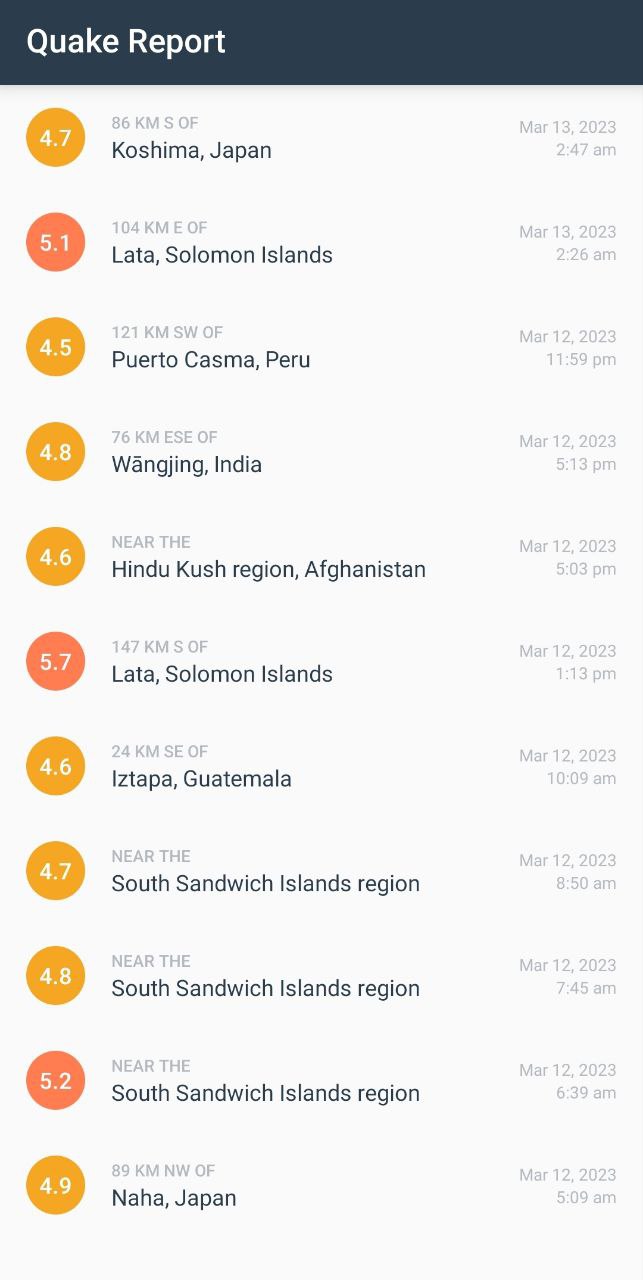 Quake Report
4.7
86 KM S OF
Koshima, Japan
Mar 13, 2023
2:47 am
5.1
104 KM E OF
Lata, Solomon Islands
Mar 13, 2023
2:26 am
4.5
121 KM SW OF
Puerto Casma, Peru
Mar 12, 2023
11:59 pm
4.8
76 KM ESE OF
Wāngjing, India
Mar 12, 2023
5:13 pm
4.6
NEAR THE
Hindu Kush region, Afghanistan
Mar 12, 2023
5:03 pm
5.7
147 KM S OF
Lata, Solomon Islands
Mar 12, 2023
1:13 pm
4.6
24 KM SE OF
Iztapa, Guatemala
Mar 12, 2023
10:09 am
4.7
NEAR THE
South Sandwich Islands region
Mar 12, 2023
8:50 am
4.8
NEAR THE
South Sandwich Islands region
Mar 12, 2023
7:45 am
5.2
NEAR THE
South Sandwich Islands region
Mar 12, 2023
6:39 am
4.9
89 KM NW OF
Naha, Japan
Mar 12, 2023
5:09 am